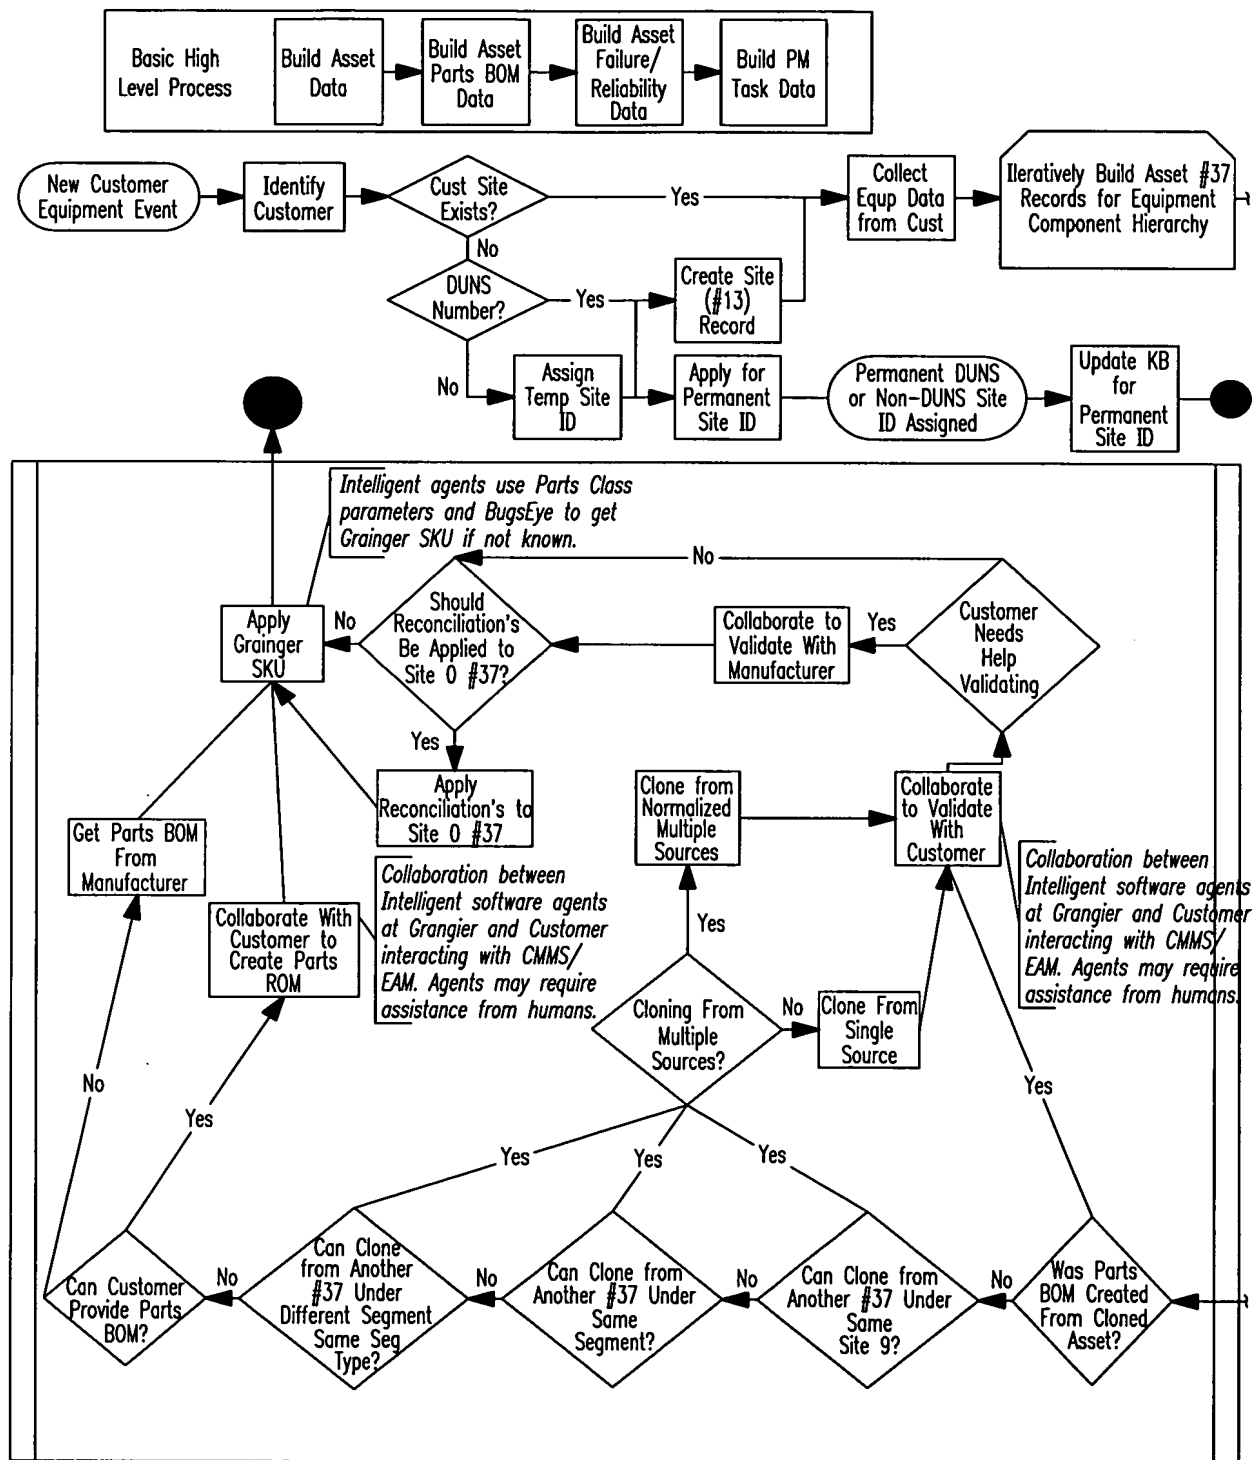 Basic High
Level Process
Build Asset
Data
Build Asset
Parts BOM
Data
Build Asset
Failure/
Reliability
Data
Build PM
Task Data
New Customer
Equipment Event
Identify
Customer
Cust Site
Exists?
Yes
Collect
Equp Data
from Cust
Ileratively Build Asset #37
Records for Equipment
Component Hierarchy
No
DUNS
Number?
Yes
Create Site
(#13)
Record
No
Assign
Temp Site
ID
Apply for
Permanent
Site ID
Permanent DUNS
or Non-DUNS Site
ID Assigned
Update KB
for
Permanent
Site ID
Intelligent agents use Parts Class
parameters and BugsEye to get
Grainger SKU if not known.
No
Apply
Grainger
SKU
No
Should
Reconciliation's
Be Applied to
Site 0 #37?
Collaborate to
Validate With
Manufacturer
Yes
Customer
Needs
Help
Validating
Yes
Apply
Reconciliation's to
Site 0 #37
Clone from
Normalized
Multiple
Sources
Collaborate
to Validate
With
Customer
Get Parts BOM
From
Manufacturer
Collaborate With
Customer to
Create Parts
ROM
Collaboration between
Intelligent software agents
at Grangier and Customer
interacting with CMMS/
EAM. Agents may require
assistance from humans.
Collaboration between
Intelligent software agents
at Grangier and Customer
interacting with CMMS/
EAM. Agents may require
assistance from humans.
Yes
Cloning From
Multiple
Sources?
No
Clone From
Single
Source
No
Yes
Yes
Yes
Yes
Yes
Can Customer
Provide Parts
BOM?
No
Can Clone
from Another
#37 Under
Different Segment
Same Seg
Type?
No
Can Clone from
Another #37 Under
Same
Segment?
No
Can Clone from
Another #37 Under
Same
Site 9?
No
Was Parts
BOM Created
From Cloned
Asset?